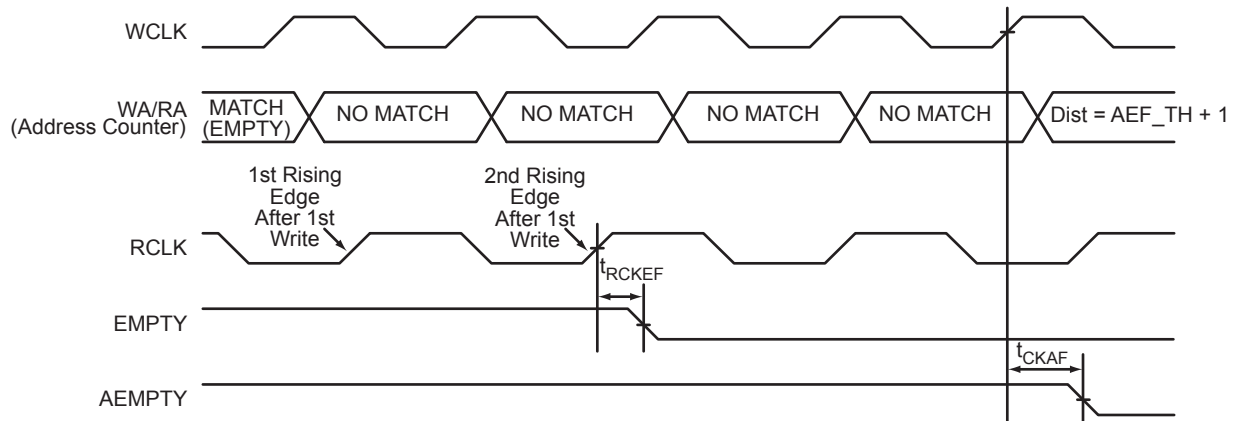 WCLK
WA/RA
(Address Counter)
MATCH
(EMPTY)
NO MATCH
NO MATCH
NO MATCH
NO MATCH
Dist = AEF_TH + 1
1st Rising
Edge
After 1st
Write
2nd Rising
Edge
After 1st
Write
RCLK
tRCKEF
EMPTY
tCKAF
AEMPTY